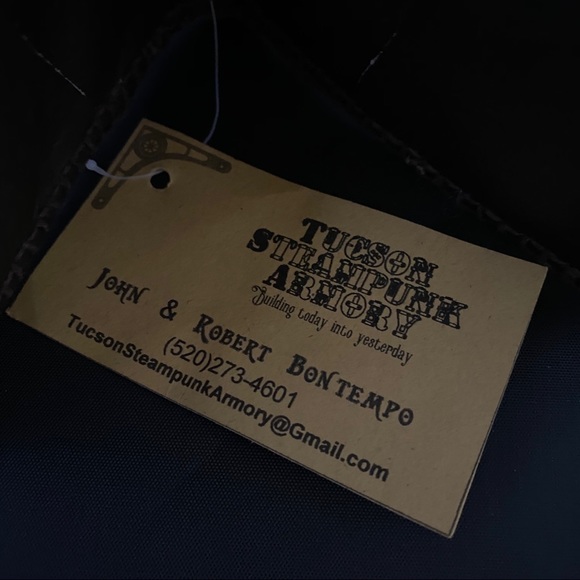 TUCSON
STEAMPUNK
ARMORY
Building today into yesterday
JOHN & ROBERT BONTEMPO
(520)273-4601
TucsonSteampunkArmory@Gmail.com